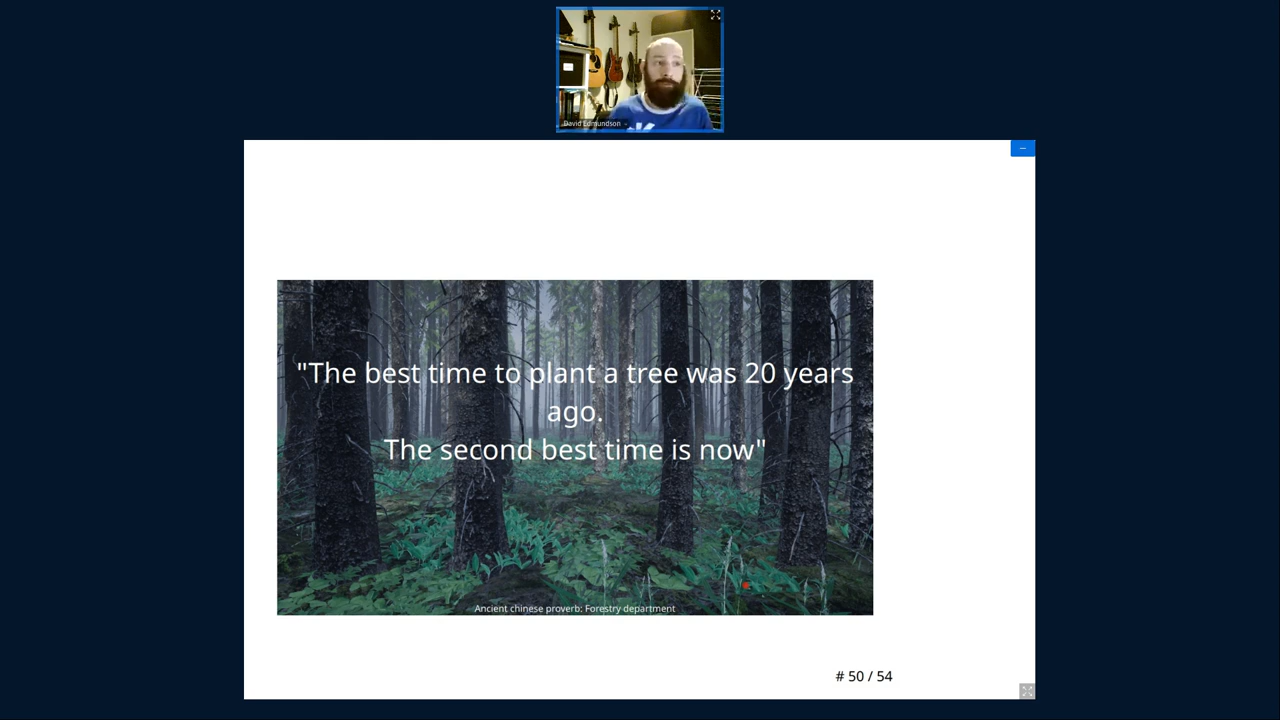 David Edmundson
"The best time to plant a tree was 20 years
ago.
The second best time is now"
Ancient chinese proverb: Forestry department
# 50 / 54